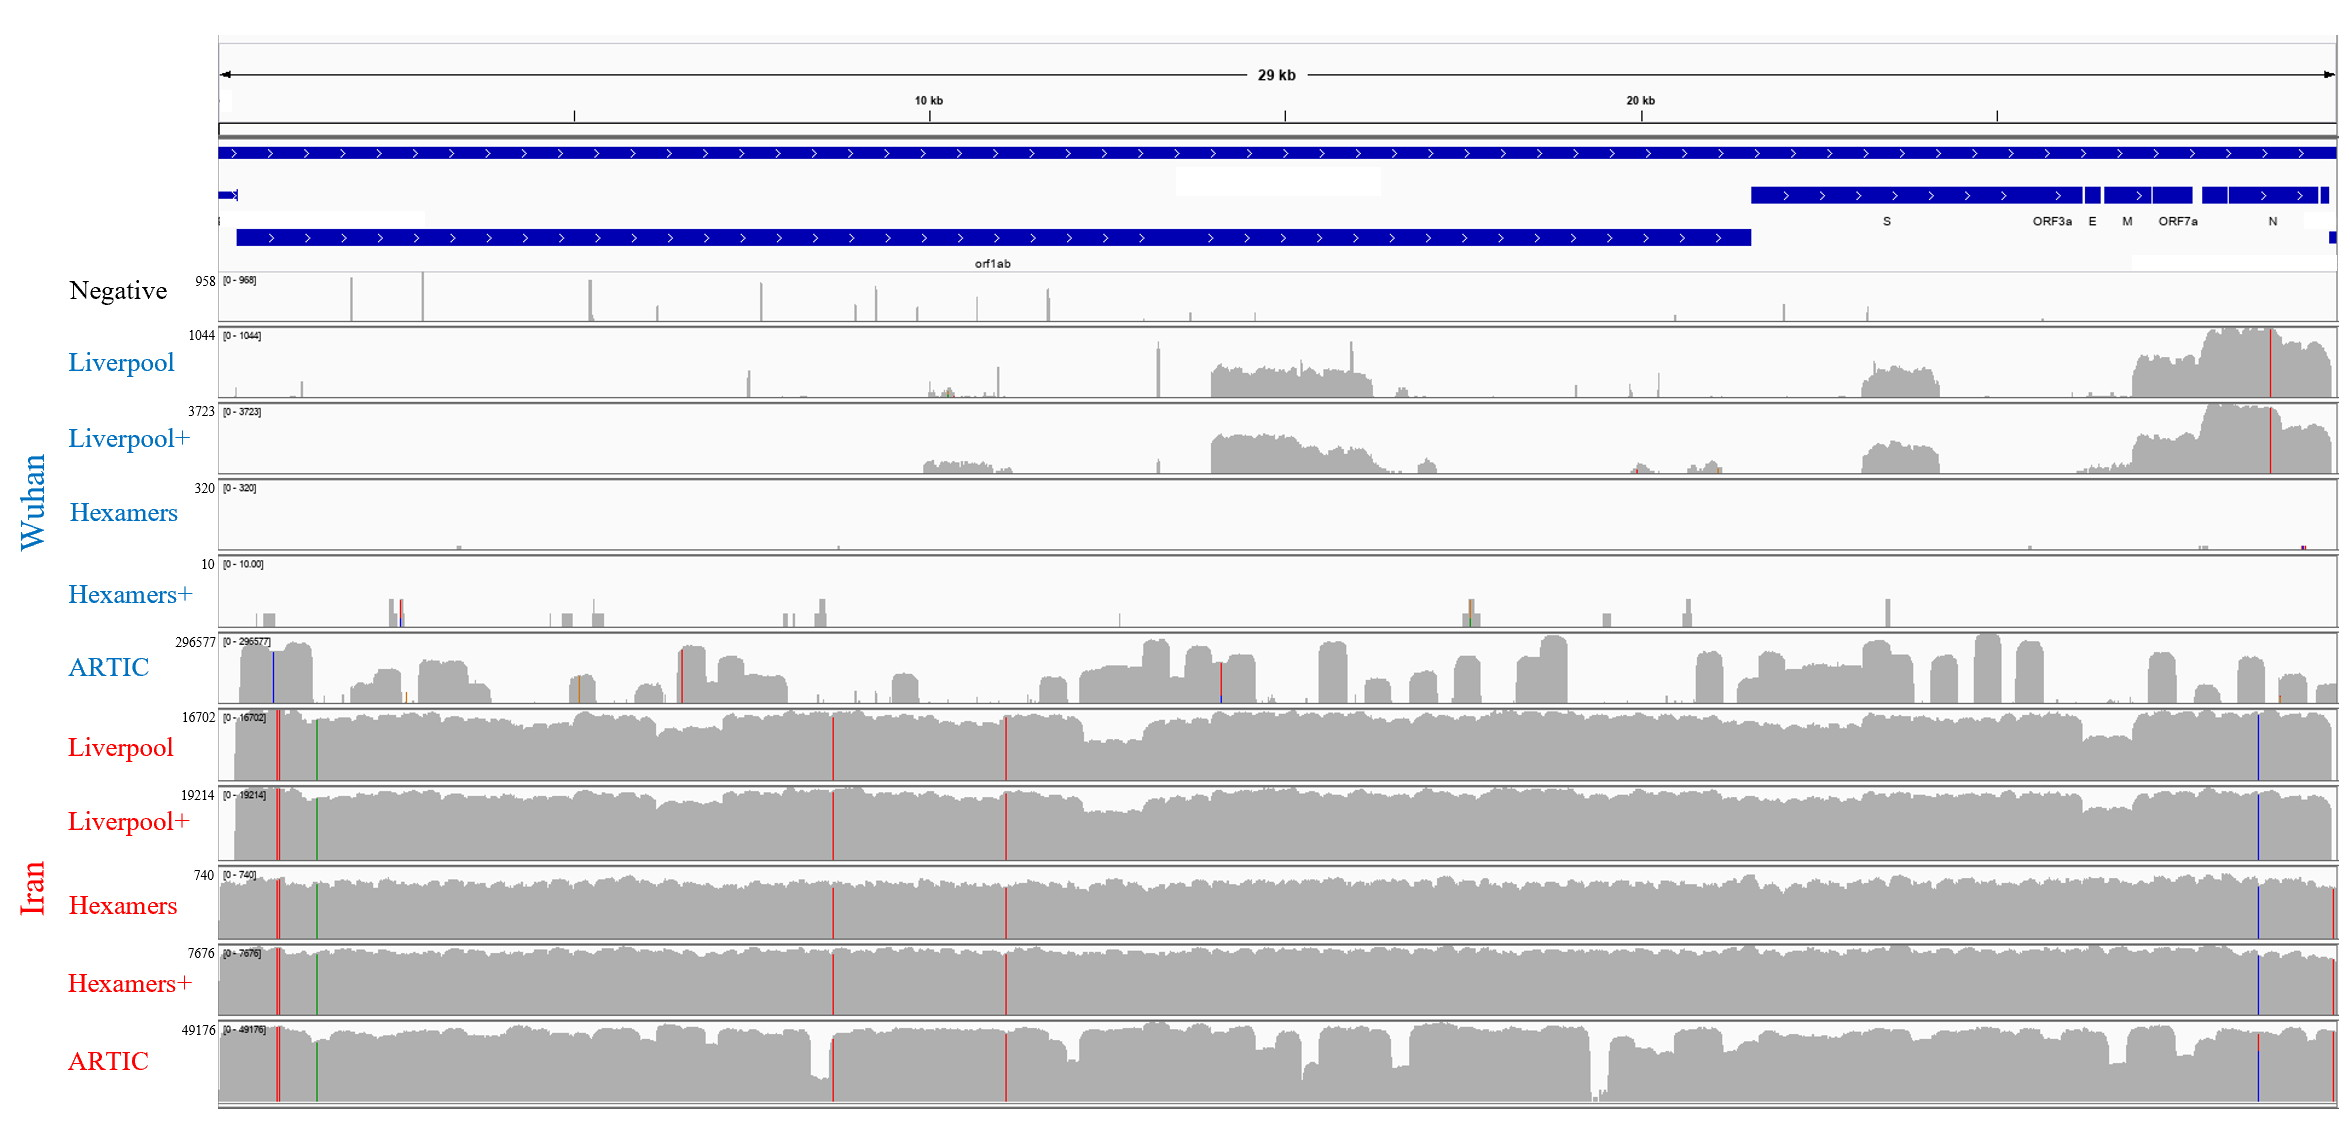 29 kb
10 kb 20 kb
S ORF3a E M ORF7a N
orf1ab
Negative 958 [0 - 968]
Wuhan
Liverpool 1044 [0 - 1044]
Liverpool+ 3723 [0 - 3723]
Hexamers 320 [0 - 320]
Hexamers+ 10 [0 - 10.00]
ARTIC 296577 [0 - 296577]
Iran
Liverpool 16702 [0 - 16702]
Liverpool+ 19214 [0 - 19214]
Hexamers 740 [0 - 740]
Hexamers+ 7676 [0 - 7676]
ARTIC 49176 [0 - 49176]